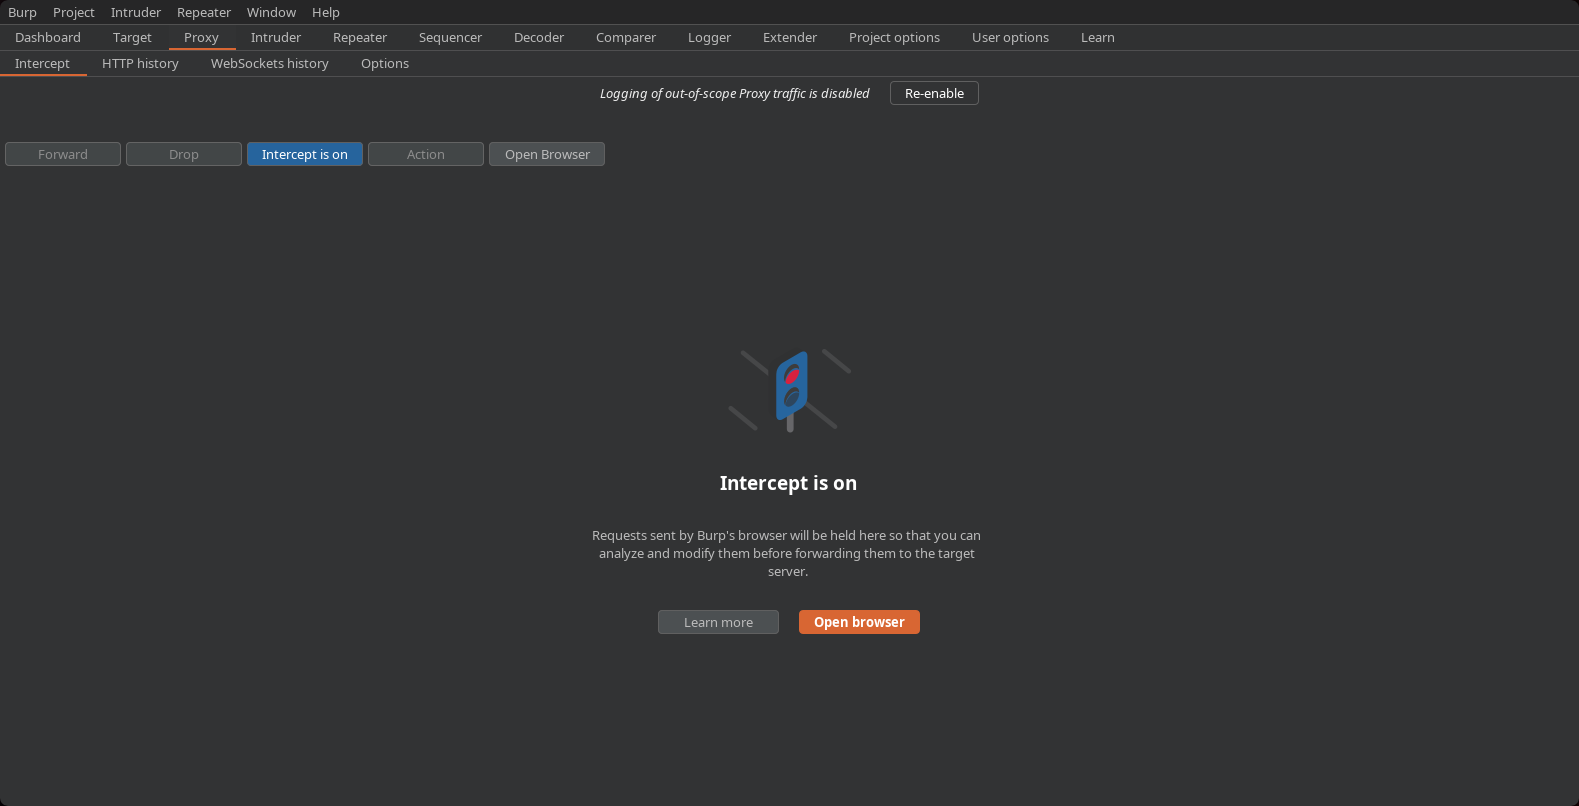 Burp Project Intruder Repeater Window Help
Dashboard Target Proxy Intruder Repeater Sequencer Decoder Comparer Logger Extender Project options User options Learn
Intercept HTTP history WebSockets history Options
Logging of out-of-scope Proxy traffic is disabled Re-enable
Forward Drop Intercept is on Action Open Browser
Intercept is on
Requests sent by Burp's browser will be held here so that you can
analyze and modify them before forwarding them to the target
server.
Learn more Open browser